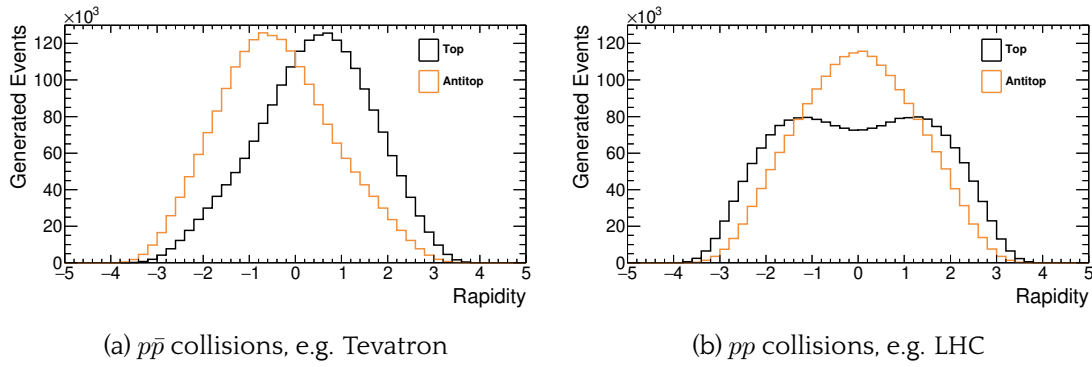 ×10³
Generated Events
120
100
80
60
40
20
0
−5 −4 −3 −2 −1 0 1 2 3 4 5
Rapidity
Top
Antitop
(a) pp̄ collisions, e.g. Tevatron
×10³
Generated Events
120
100
80
60
40
20
0
−5 −4 −3 −2 −1 0 1 2 3 4 5
Rapidity
Top
Antitop
(b) pp collisions, e.g. LHC